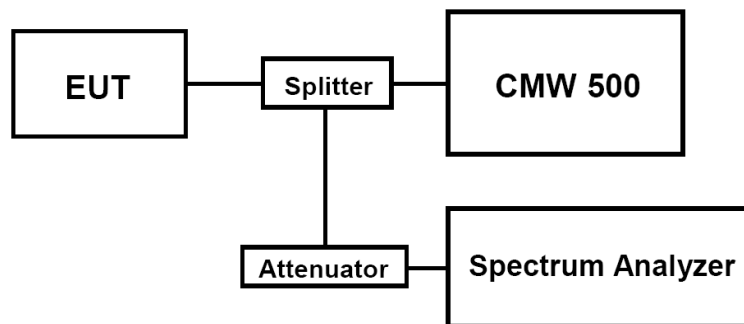 EUT
Splitter
CMW 500
Attenuator
Spectrum Analyzer